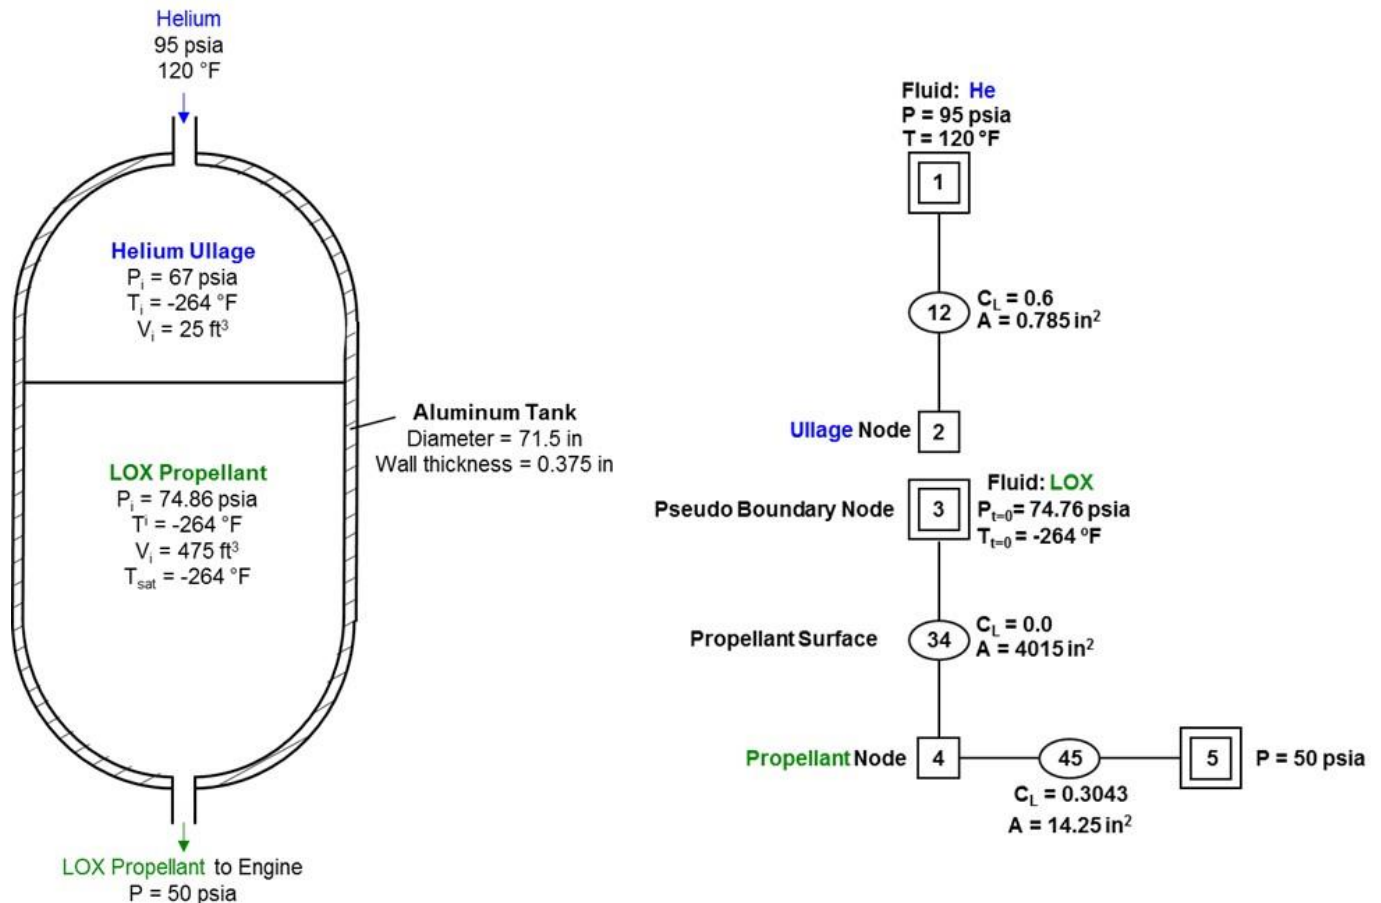 Helium
95 psia
120 °F
Helium Ullage
Pi = 67 psia
Ti = -264 °F
Vi = 25 ft³
LOX Propellant
Pi = 74.86 psia
Tⁱ = -264 °F
Vi = 475 ft³
Tsat = -264 °F
Aluminum Tank
Diameter = 71.5 in
Wall thickness = 0.375 in
LOX Propellant to Engine
P = 50 psia
Fluid: He
P = 95 psia
T = 120 °F
1
12
CL = 0.6
A = 0.785 in²
Ullage Node
2
Pseudo Boundary Node
3
Fluid: LOX
Pt=0 = 74.76 psia
Tt=0 = -264 ºF
Propellant Surface
34
CL = 0.0
A = 4015 in²
Propellant Node
4
45
5
P = 50 psia
CL = 0.3043
A = 14.25 in²